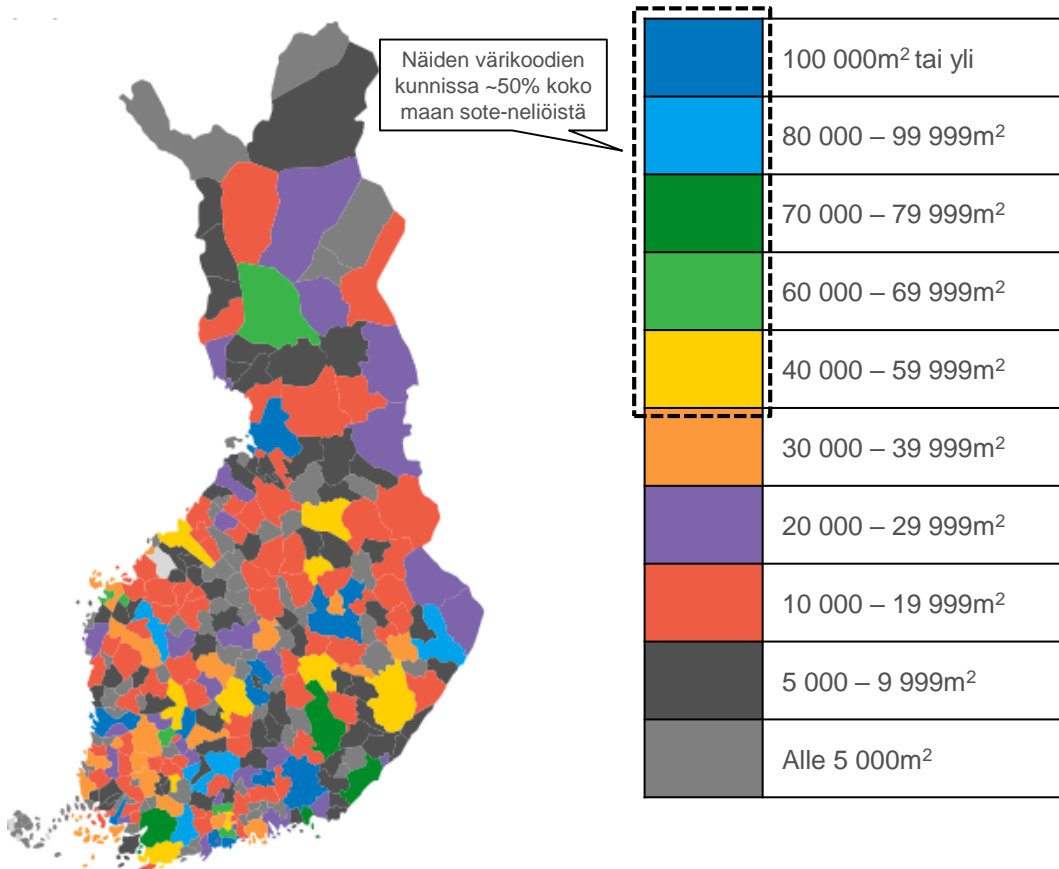 Näiden värikoodien
kunnissa ~50% koko
maan sote-neliöistä
100 000m² tai yli
80 000 – 99 999m²
70 000 – 79 999m²
60 000 – 69 999m²
40 000 – 59 999m²
30 000 – 39 999m²
20 000 – 29 999m²
10 000 – 19 999m²
5 000 – 9 999m²
Alle 5 000m²